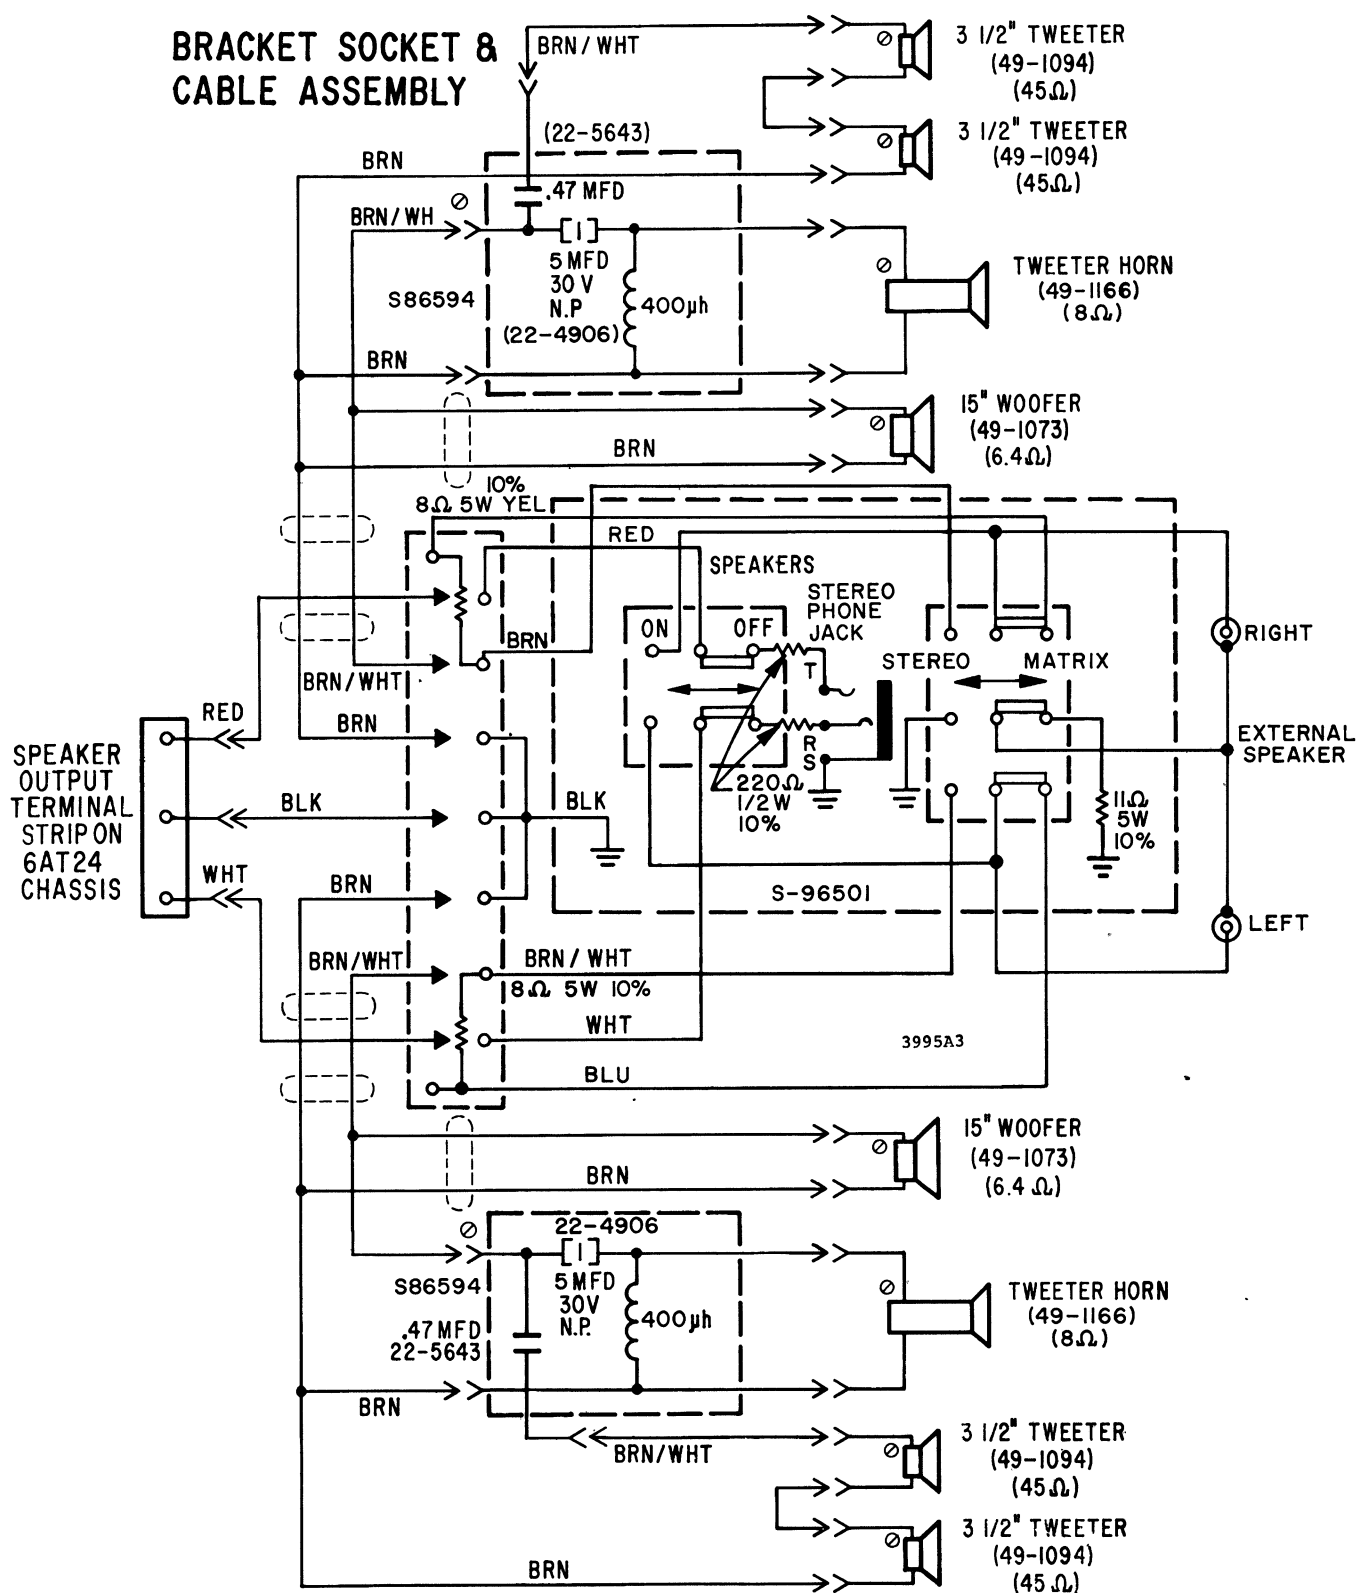 BRACKET SOCKET &
CABLE ASSEMBLY
BRN/WHT
3 1/2" TWEETER
(49-1094)
(45Ω)
(22-5643)
3 1/2" TWEETER
(49-1094)
(45Ω)
BRN
.47 MFD
BRN/WH
5 MFD
30 V
N.P
(22-4906)
S86594
400µh
TWEETER HORN
(49-1166)
(8Ω)
BRN
15" WOOFER
(49-1073)
(6.4Ω)
BRN
10%
8Ω 5W YEL
RED
SPEAKERS
STEREO
PHONE
JACK
ON
OFF
BRN
T
STEREO
MATRIX
RIGHT
BRN/WHT
RED
BRN
R
S
EXTERNAL
SPEAKER
SPEAKER
OUTPUT
TERMINAL
STRIP ON
6AT24
CHASSIS
BLK
BLK
220Ω
1/2 W
10%
11Ω
5W
10%
WHT
BRN
S-96501
LEFT
BRN/WHT
BRN / WHT
8Ω 5W 10%
WHT
3995A3
BLU
15" WOOFER
(49-1073)
(6.4 Ω)
BRN
22-4906
5 MFD
30V
N.P.
S86594
400µh
.47 MFD
22-5643
TWEETER HORN
(49-1166)
(8Ω)
BRN
BRN/WHT
3 1/2" TWEETER
(49-1094)
(45Ω)
3 1/2" TWEETER
(49-1094)
(45 Ω)
BRN